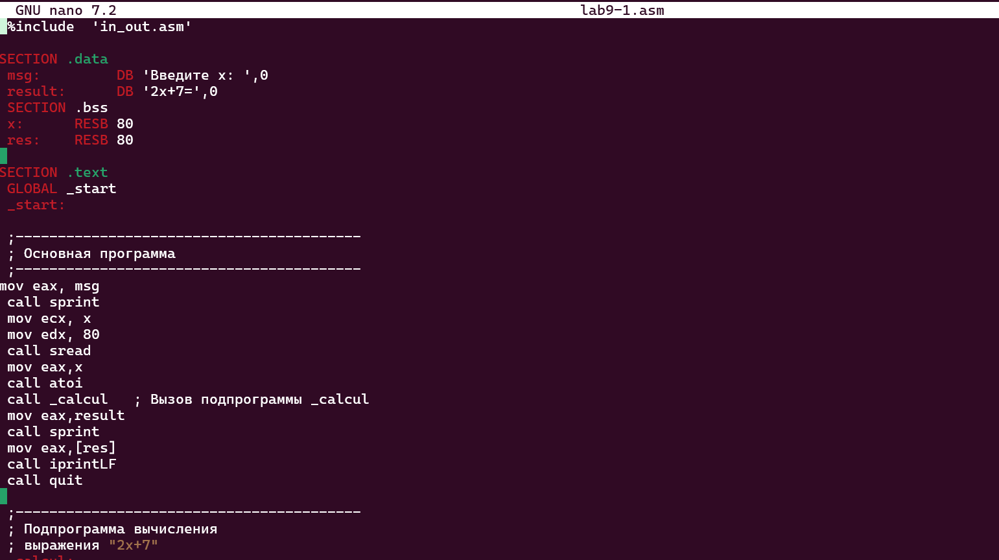 GNU nano 7.2 lab9-1.asm
%include 'in_out.asm'
SECTION .data
msg: DB 'Введите x: ',0
result: DB '2x+7=',0
SECTION .bss
x: RESB 80
res: RESB 80
SECTION .text
GLOBAL _start
_start:
;-----------------------------------------
; Основная программа
;-----------------------------------------
mov eax, msg
call sprint
mov ecx, x
mov edx, 80
call sread
mov eax,x
call atoi
call _calcul ; Вызов подпрограммы _calcul
mov eax,result
call sprint
mov eax,[res]
call iprintLF
call quit
;-----------------------------------------
; Подпрограмма вычисления
; выражения "2x+7"